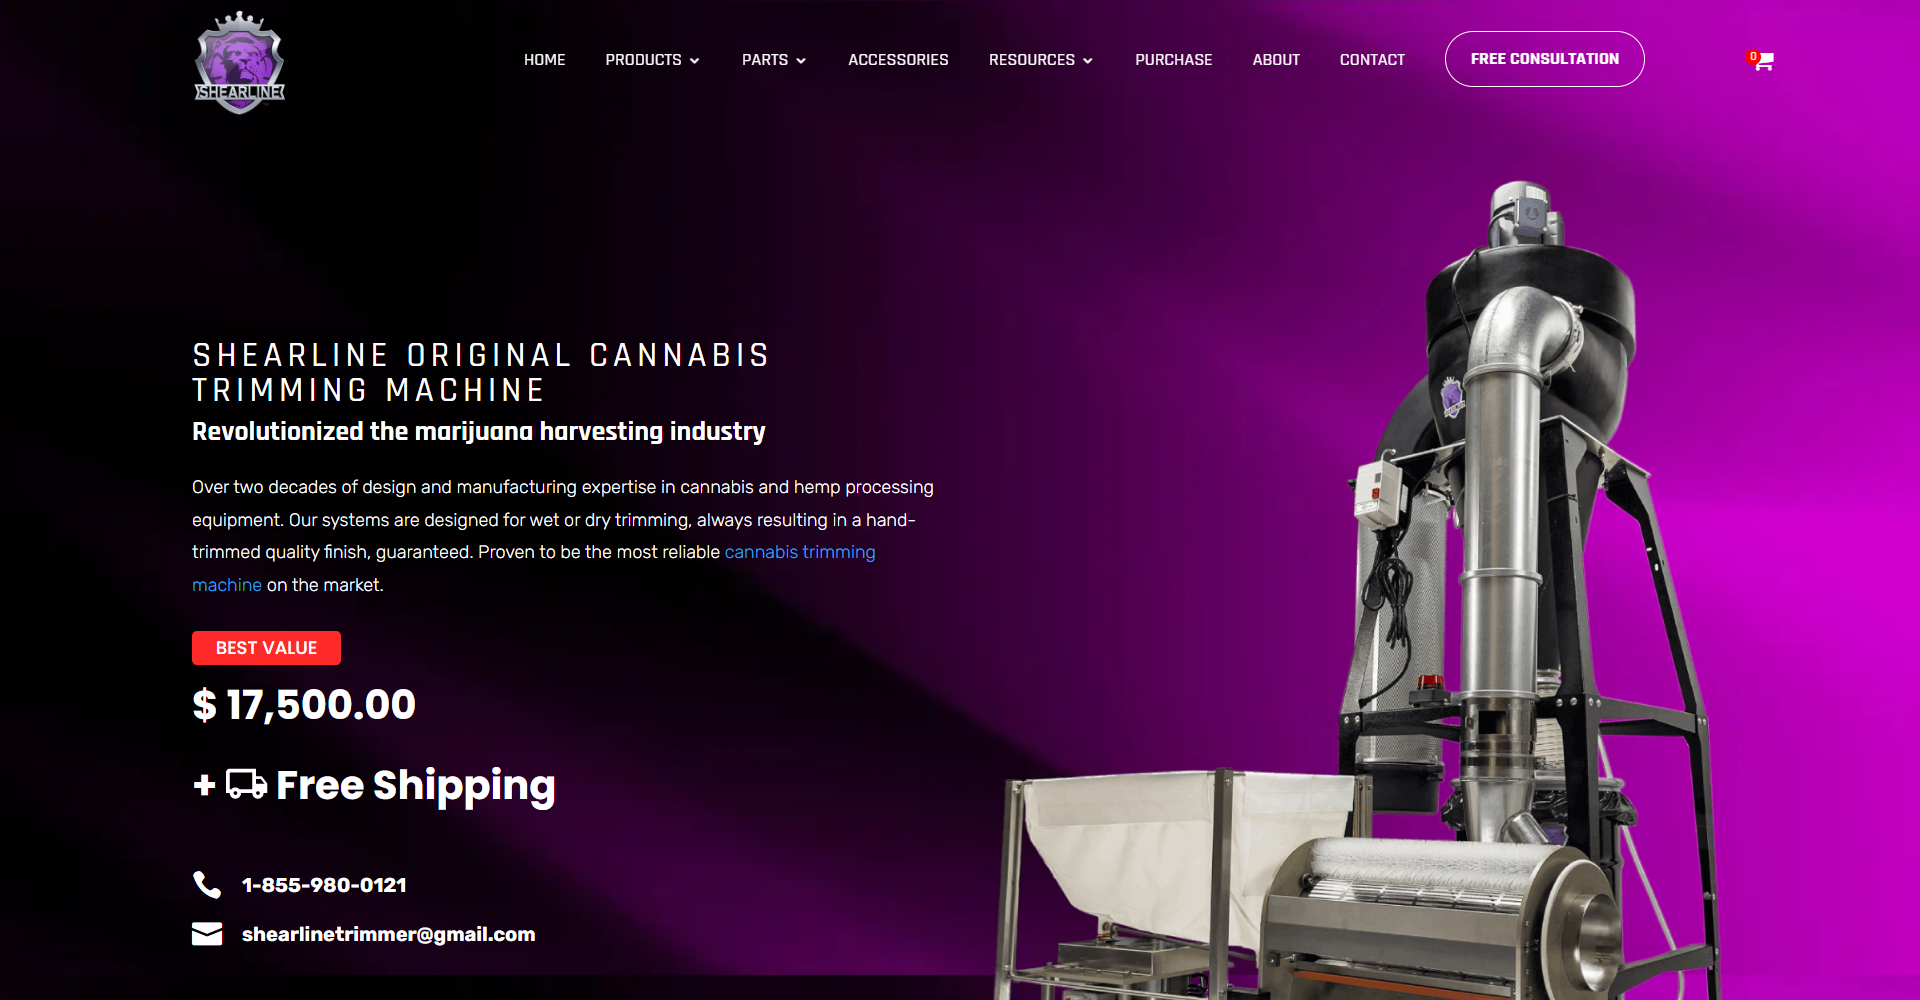 SHEARLINE
HOME
PRODUCTS
PARTS
ACCESSORIES
RESOURCES
PURCHASE
ABOUT
CONTACT
FREE CONSULTATION
0
SHEARLINE ORIGINAL CANNABIS
TRIMMING MACHINE
Revolutionized the marijuana harvesting industry
Over two decades of design and manufacturing expertise in cannabis and hemp processing
equipment. Our systems are designed for wet or dry trimming, always resulting in a hand-
trimmed quality finish, guaranteed. Proven to be the most reliable cannabis trimming
machine on the market.
BEST VALUE
$ 17,500.00
+ Free Shipping
1-855-980-0121
shearlinetrimmer@gmail.com